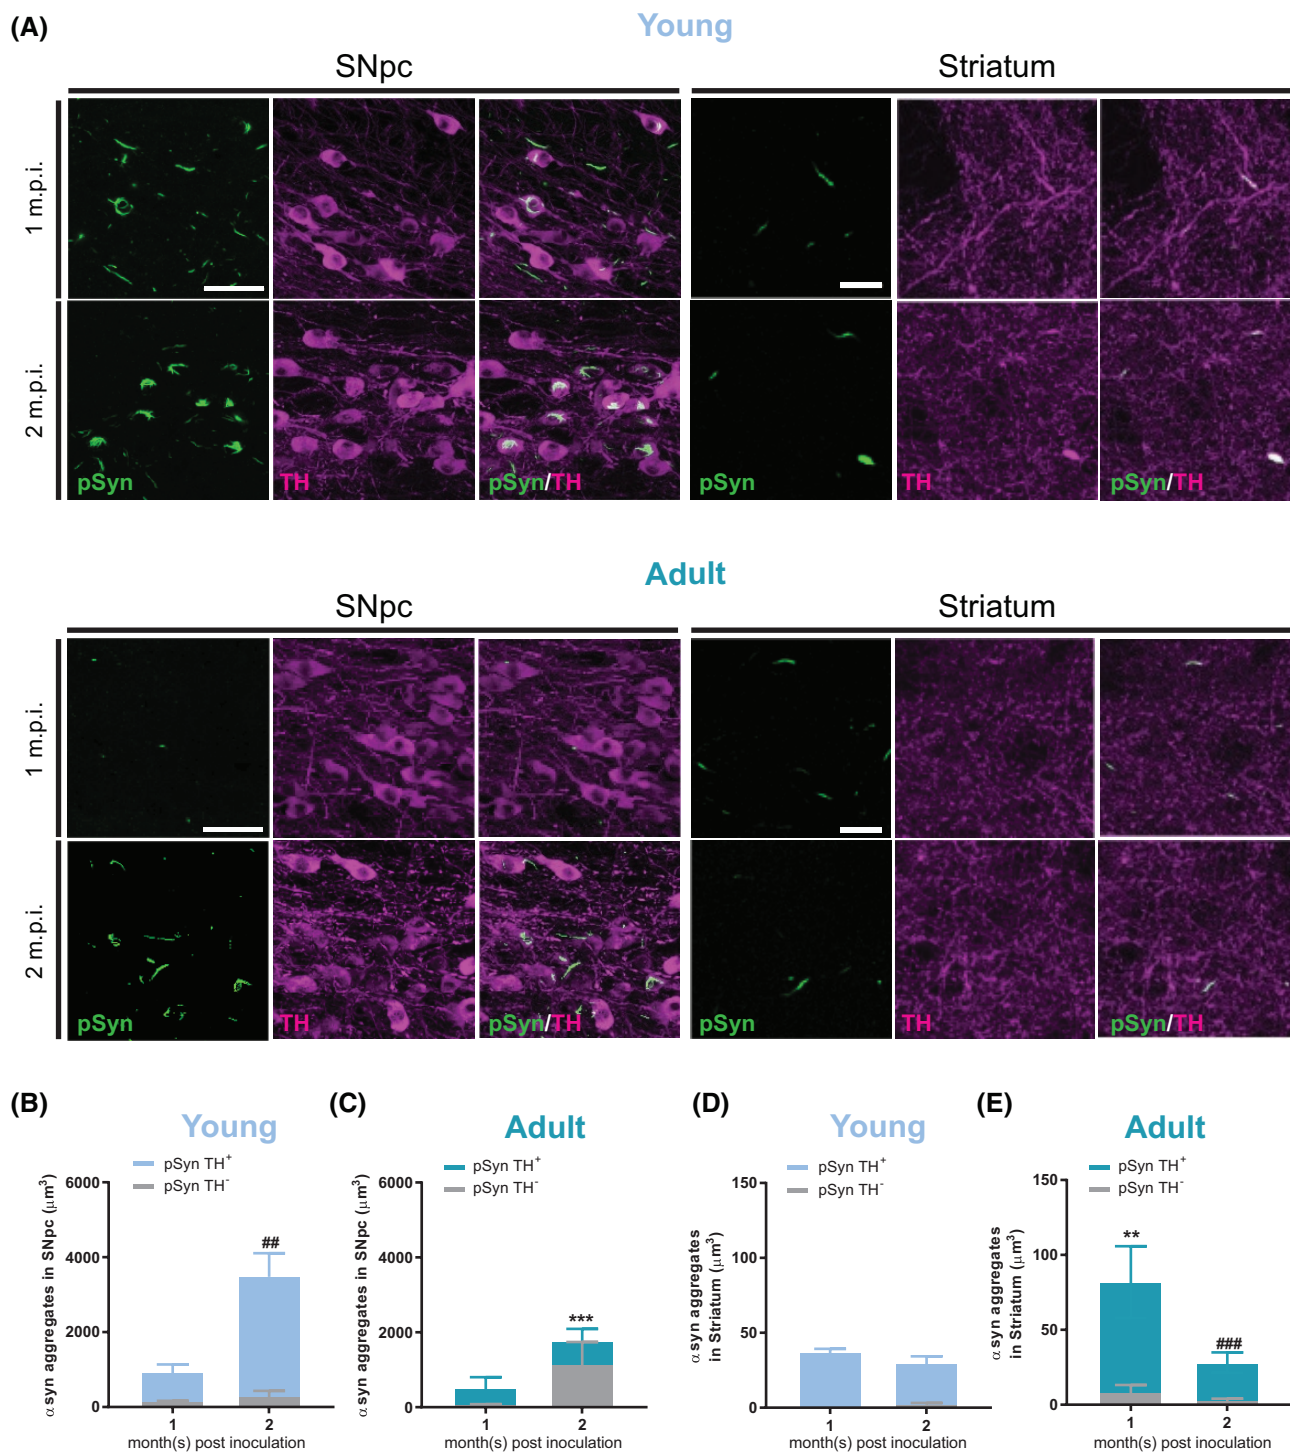 (A)
Young
SNpc
Striatum
1 m.p.i.
2 m.p.i.
pSyn
TH
pSyn/TH
pSyn
TH
pSyn/TH
Adult
SNpc
Striatum
1 m.p.i.
2 m.p.i.
pSyn
TH
pSyn/TH
pSyn
TH
pSyn/TH
(B)
Young
pSyn TH⁺
pSyn TH⁻
α syn aggregates in SNpc (μm³)
6000
4000
2000
0
##
1
2
month(s) post inoculation
(C)
Adult
pSyn TH⁺
pSyn TH⁻
α syn aggregates in SNpc (μm³)
6000
4000
2000
0
***
1
2
month(s) post inoculation
(D)
Young
pSyn TH⁺
pSyn TH⁻
α syn aggregates
in Striatum (μm³)
150
100
50
0
1
2
month(s) post inoculation
(E)
Adult
pSyn TH⁺
pSyn TH⁻
α syn aggregates
in Striatum (μm³)
150
100
50
0
**
###
1
2
month(s) post inoculation